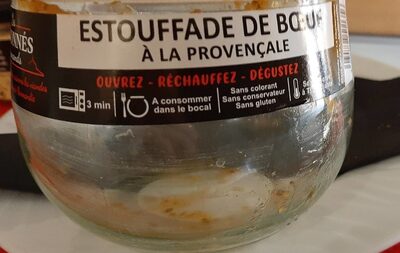 ESTOUFFADE DE BŒUF
À LA PROVENÇALE
OUVREZ - RÉCHAUFFEZ - DÉGUSTEZ
3 min
A consommer
dans le bocal
Sans colorant
Sans conservateur
Sans gluten